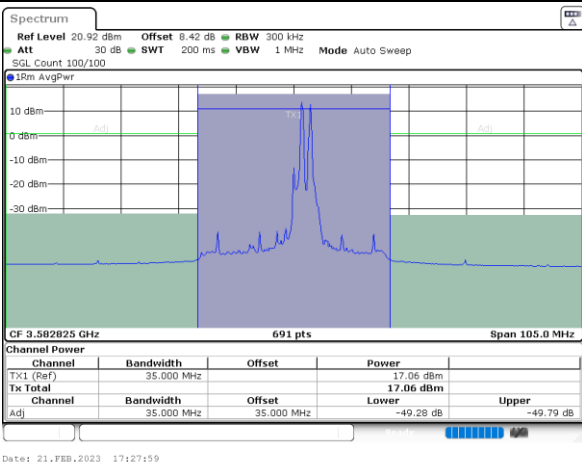 Spectrum
Ref Level 20.92 dBm Offset 8.42 dB RBW 300 kHz
Att 30 dB SWT 200 ms VBW 1 MHz Mode Auto Sweep
SGL Count 100/100
1Rm AvgPwr
10 dBm
TX1
Adj
Adj
0 dBm
-10 dBm
-20 dBm
-30 dBm
CF 3.582825 GHz 691 pts Span 105.0 MHz
Channel Power
Channel Bandwidth Offset Power
TX1 (Ref) 35.000 MHz 17.06 dBm
Tx Total 17.06 dBm
Channel Bandwidth Offset Lower Upper
Adj 35.000 MHz 35.000 MHz -49.28 dB -49.79 dB
Ready
Date: 21.FEB.2023 17:27:59